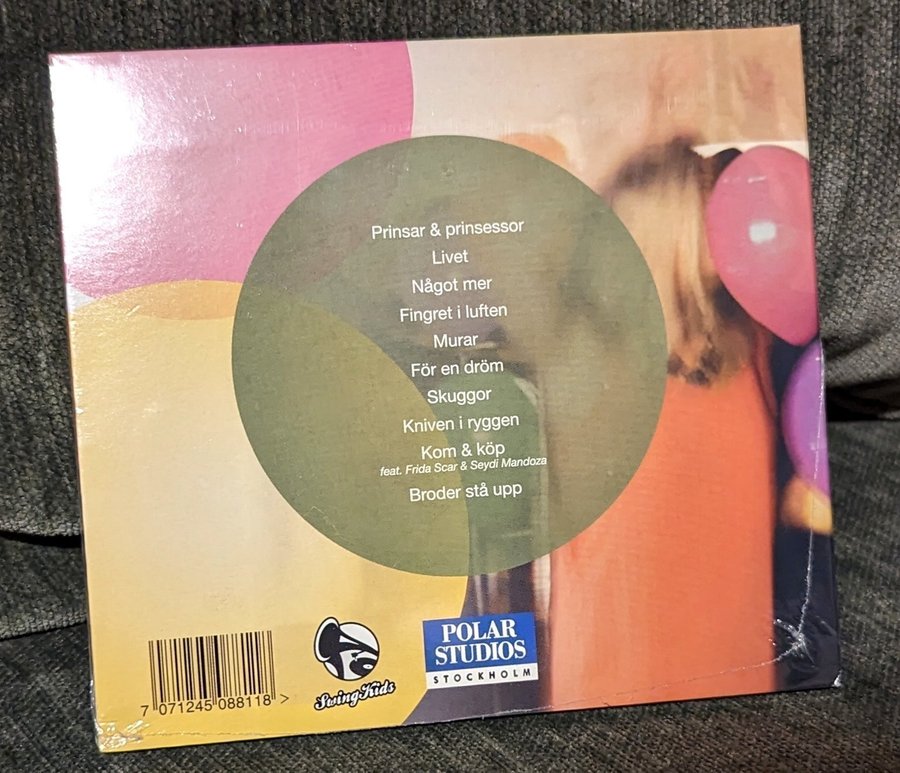 Prinsar & prinsessor
Livet
Något mer
Fingret i luften
Murar
För en dröm
Skuggor
Kniven i ryggen
Kom & köp
feat. Frida Scar & Seydi Mandoza
Broder stå upp
7 071245 088118 >
SwingKids
POLAR
STUDIOS
STOCKHOLM